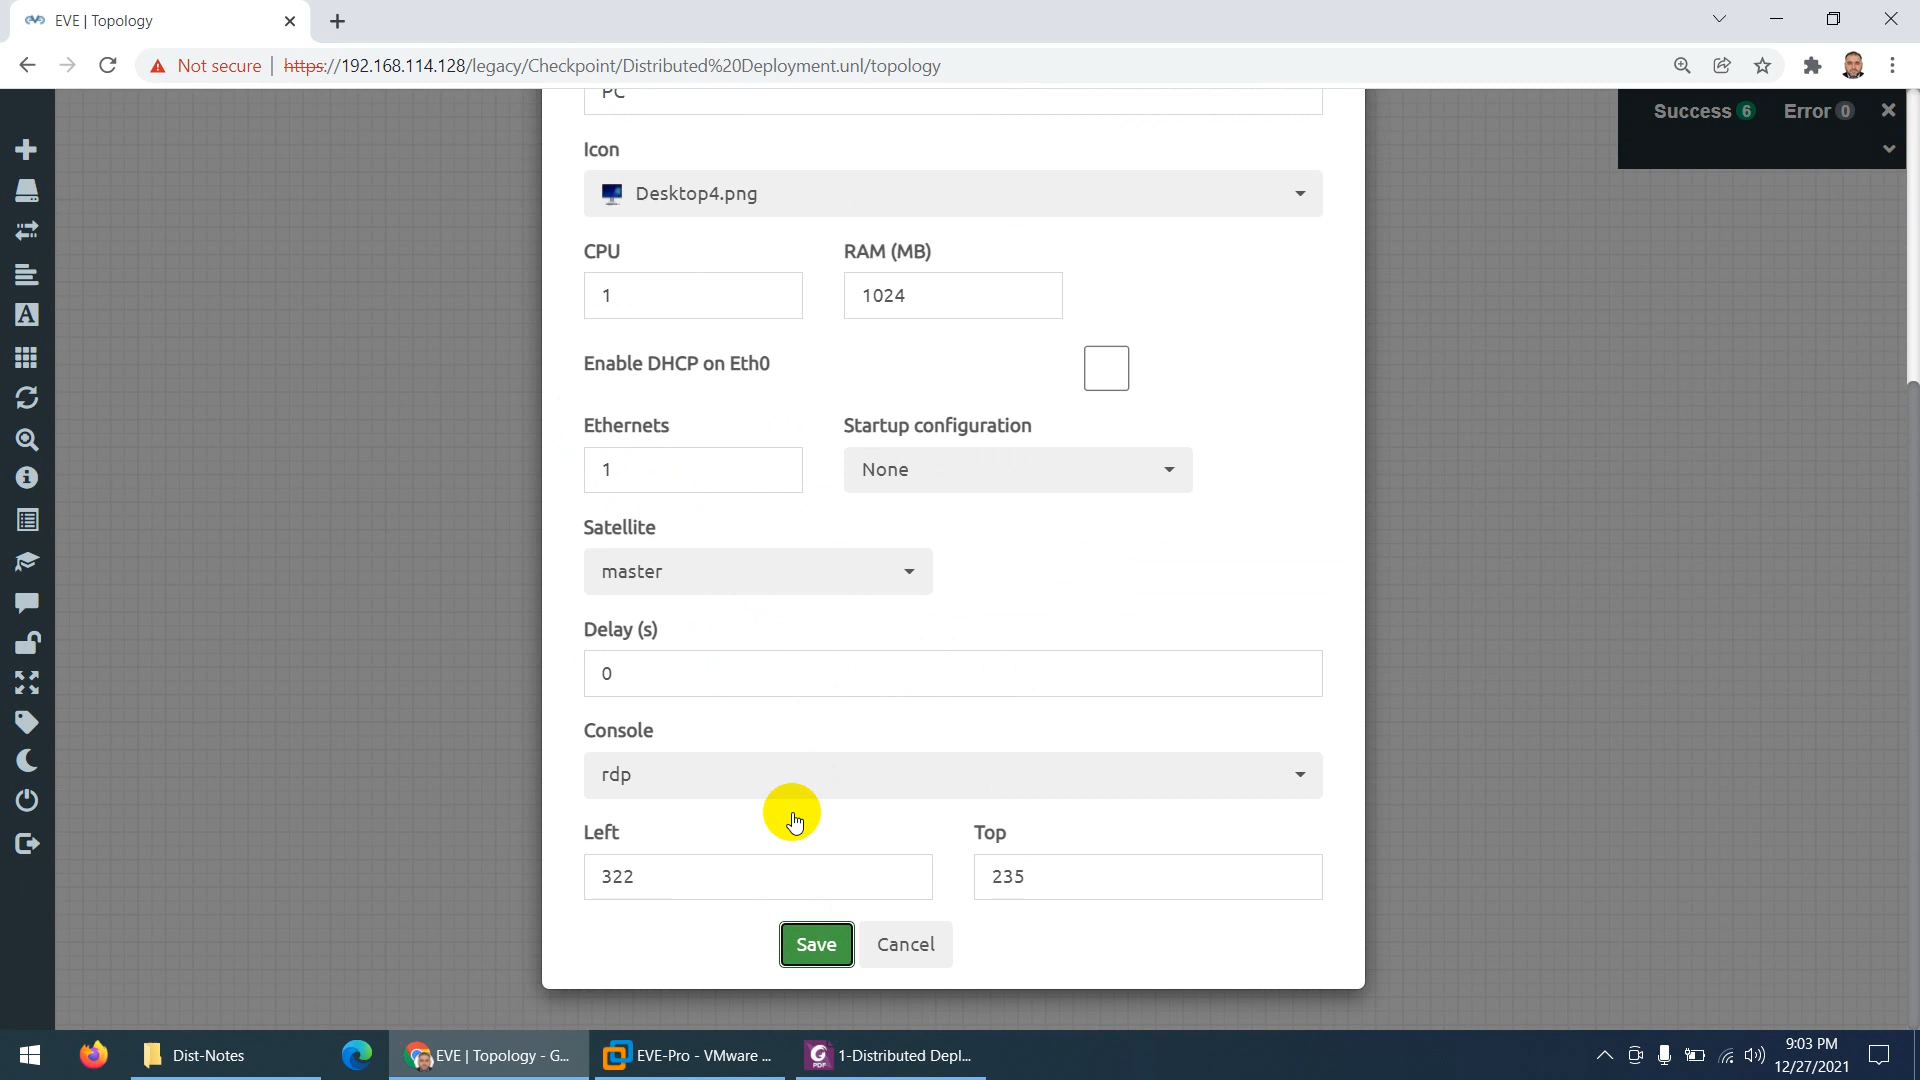 EVE | Topology
Not secure | https://192.168.114.128/legacy/Checkpoint/Distributed%20Deployment.unl/topology
Success 6 Error 0
PC
Icon
Desktop4.png
CPU RAM (MB)
1 1024
Enable DHCP on Eth0
Ethernets Startup configuration
1 None
Satellite
master
Delay (s)
0
Console
rdp
Left Top
322 235
Save Cancel
Dist-Notes EVE | Topology - G... EVE-Pro - VMware ... 1-Distributed Depl...
9:03 PM
12/27/2021